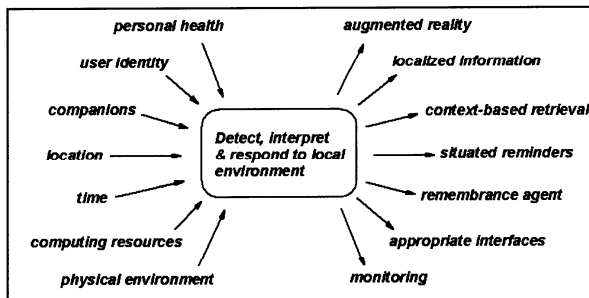 personal health
augmented reality
user identity
localized information
companions
context-based retrieval
Detect, interpret
& respond to local
environment
location
situated reminders
time
remembrance agent
computing resources
appropriate interfaces
physical environment
monitoring